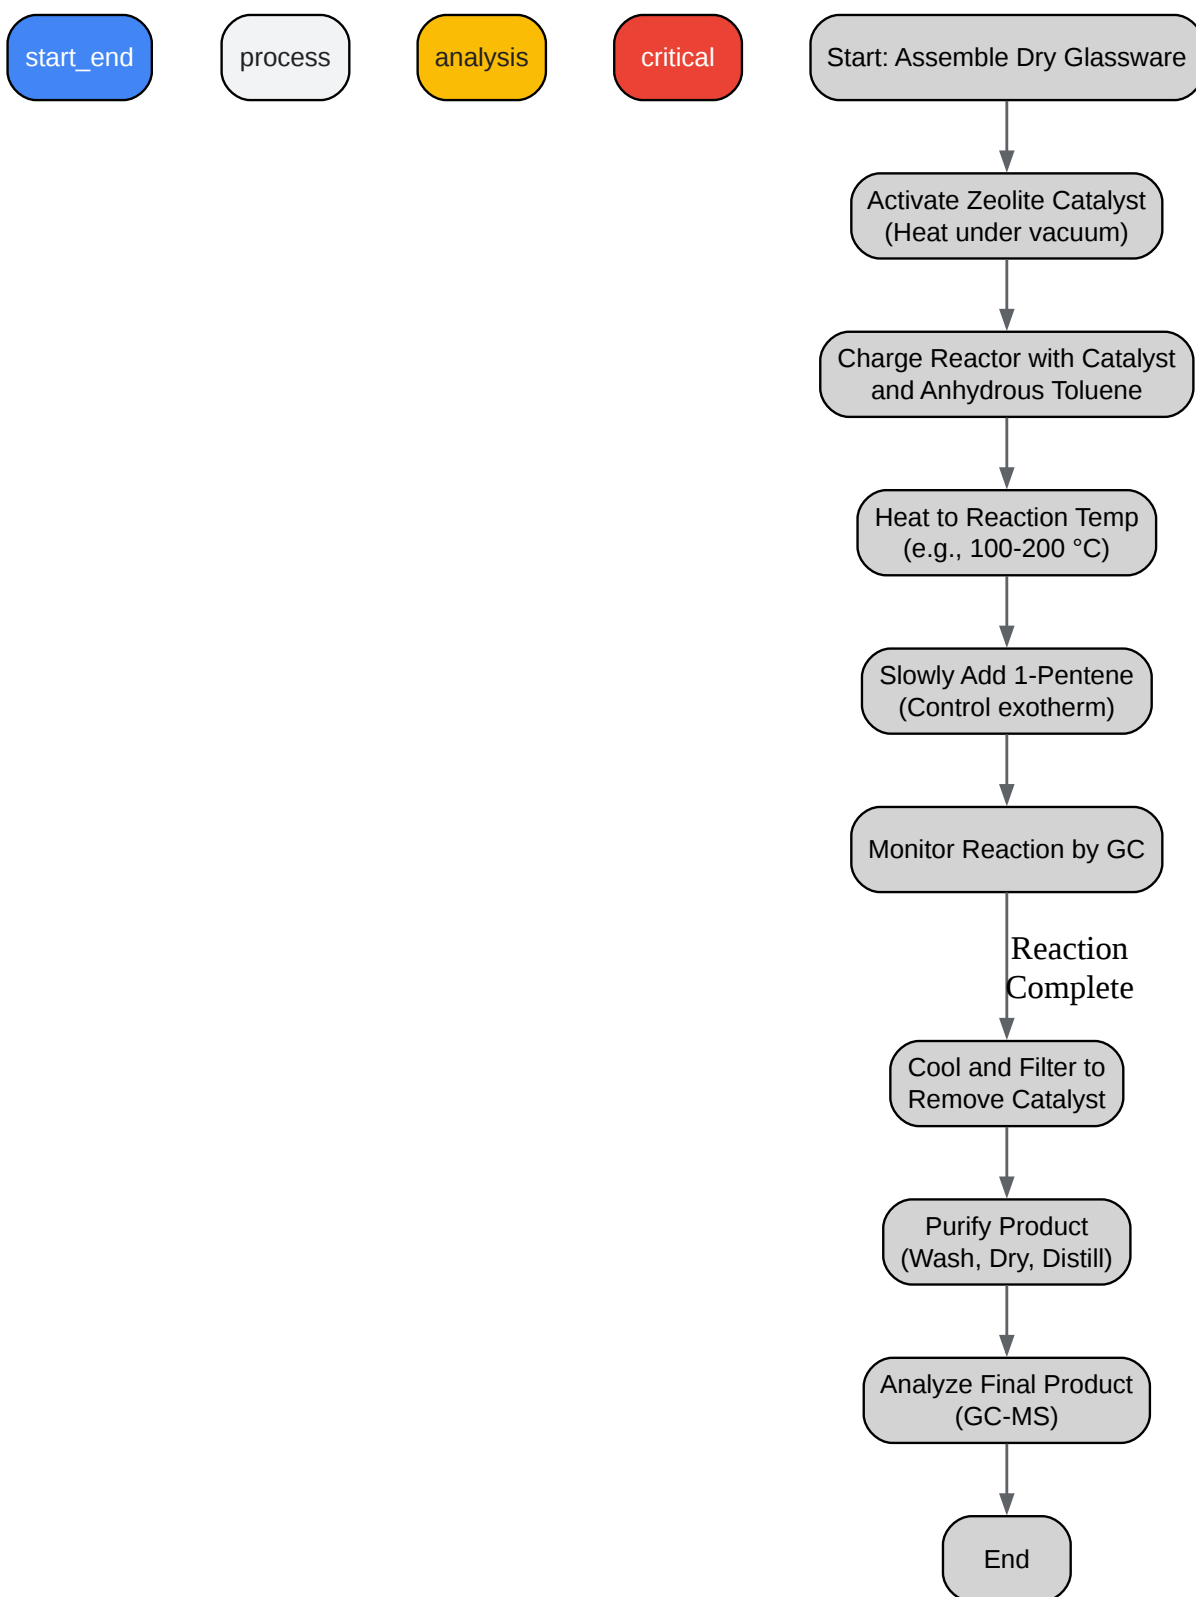 start_end
process
analysis
critical
Start: Assemble Dry Glassware
Activate Zeolite Catalyst
(Heat under vacuum)
Charge Reactor with Catalyst
and Anhydrous Toluene
Heat to Reaction Temp
(e.g., 100-200 °C)
Slowly Add 1-Pentene
(Control exotherm)
Monitor Reaction by GC
Reaction
Complete
Cool and Filter to
Remove Catalyst
Purify Product
(Wash, Dry, Distill)
Analyze Final Product
(GC-MS)
End